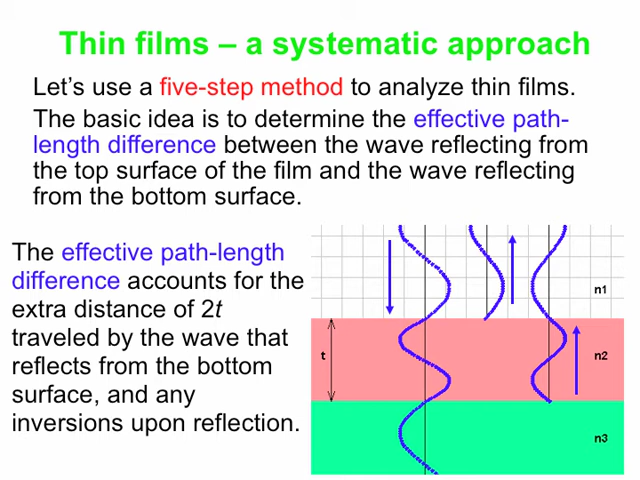 Thin films – a systematic approach
Let's use a five-step method to analyze thin films.
The basic idea is to determine the effective path-
length difference between the wave reflecting from
the top surface of the film and the wave reflecting
from the bottom surface.
The effective path-length
difference accounts for the
extra distance of 2t
traveled by the wave that
reflects from the bottom
surface, and any
inversions upon reflection.
n1
t
n2
n3